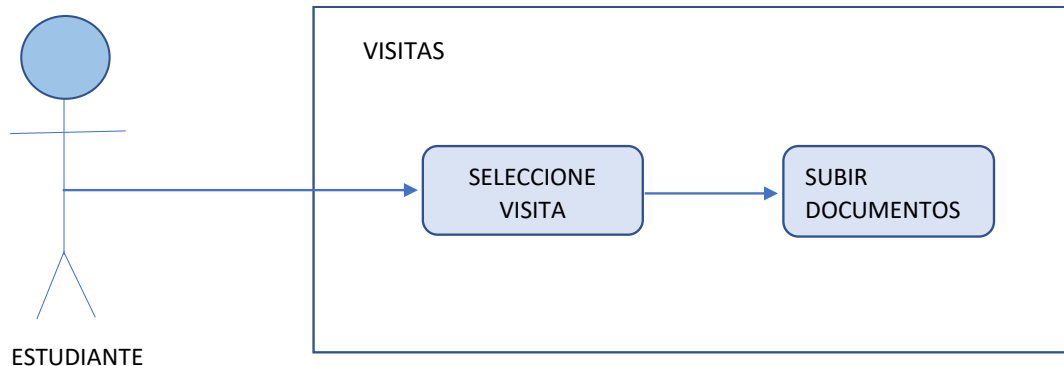 VISITAS
SELECCIONE
VISITA
SUBIR
DOCUMENTOS
ESTUDIANTE